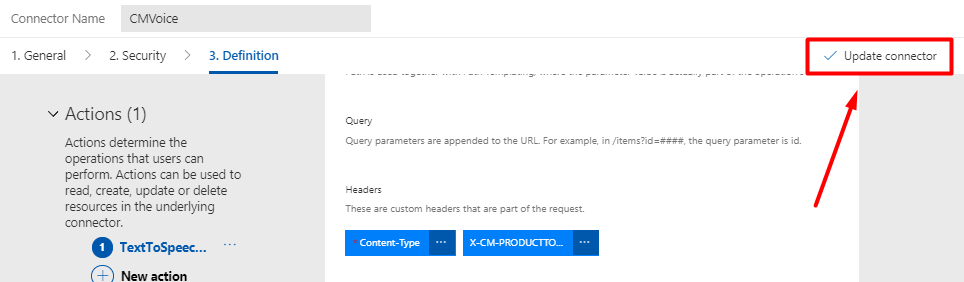 Connector Name
CMVoice
1. General
2. Security
3. Definition
Update connector
Actions (1)
Actions determine the
operations that users can
perform. Actions can be used to
read, create, update or delete
resources in the underlying
connector.
1 TextToSpeec... ...
New action
Query
Query parameters are appended to the URL. For example, in /items?id=####, the query parameter is id.
Headers
These are custom headers that are part of the request.
* Content-Type ... X-CM-PRODUCTTO... ...